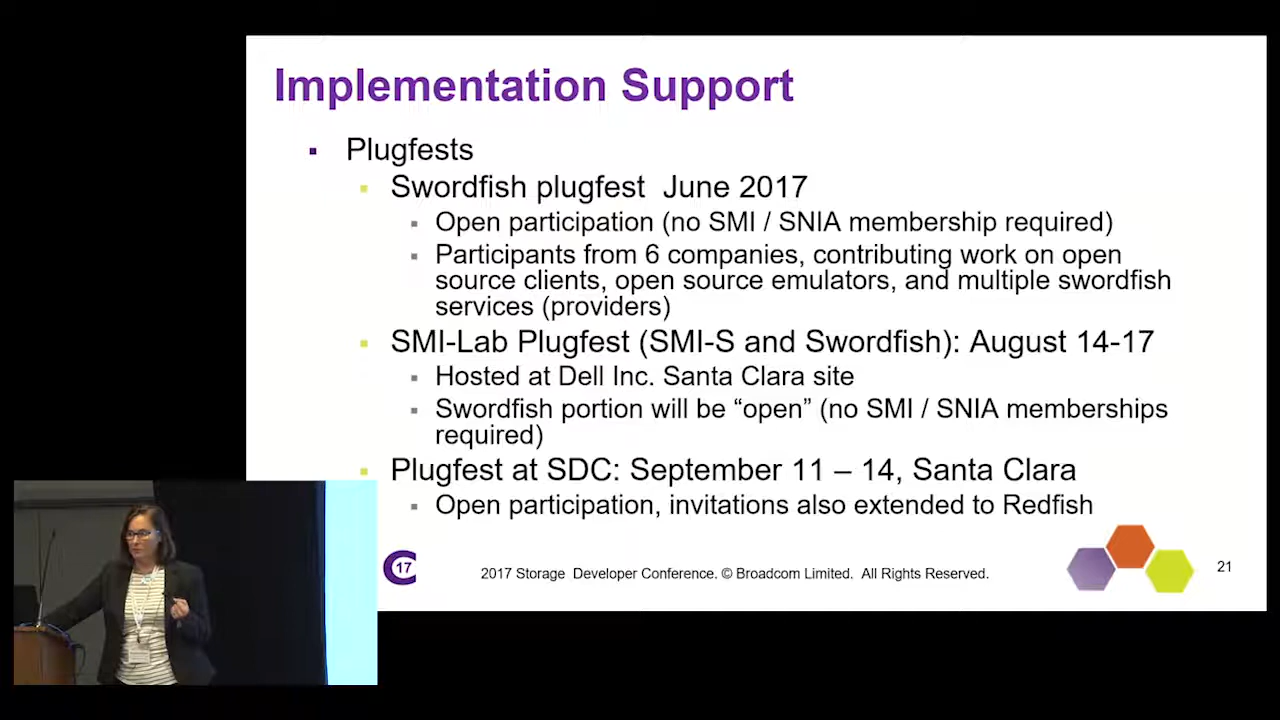 Implementation Support
Plugfests
Swordfish plugfest June 2017
Open participation (no SMI / SNIA membership required)
Participants from 6 companies, contributing work on open
source clients, open source emulators, and multiple swordfish
services (providers)
SMI-Lab Plugfest (SMI-S and Swordfish): August 14-17
Hosted at Dell Inc. Santa Clara site
Swordfish portion will be “open” (no SMI / SNIA memberships
required)
Plugfest at SDC: September 11 – 14, Santa Clara
Open participation, invitations also extended to Redfish
17
2017 Storage Developer Conference. © Broadcom Limited. All Rights Reserved.
21